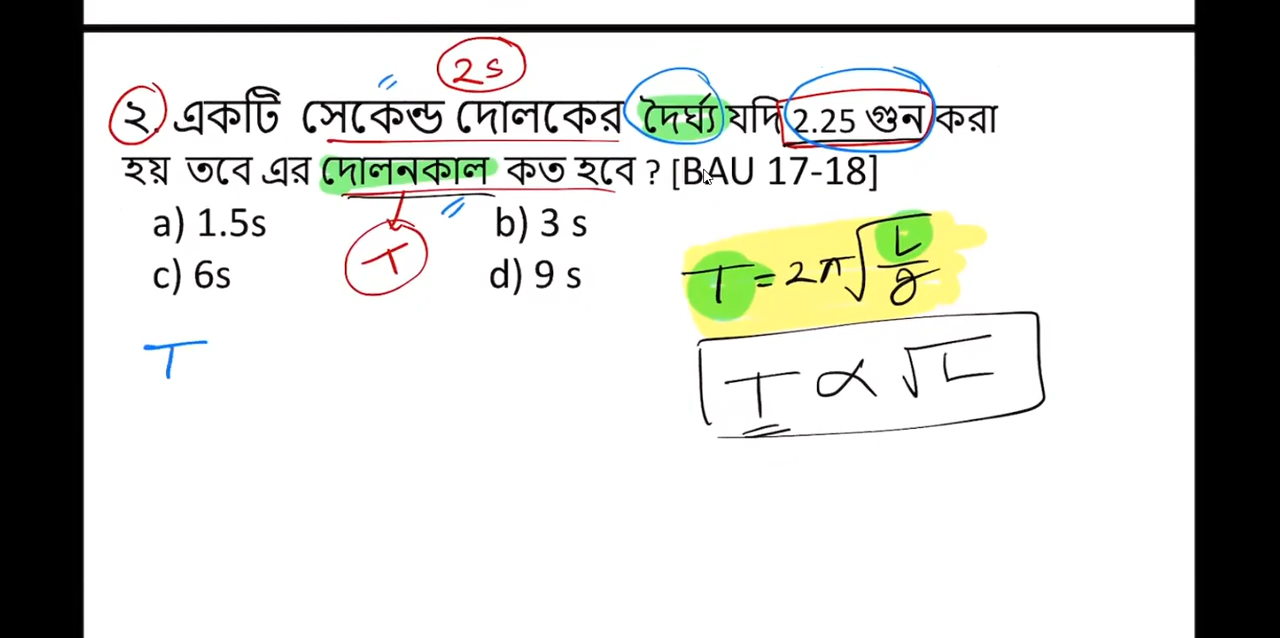 2s
২. একটি সেকেন্ড দোলকের দৈর্ঘ্য যদি 2.25 গুন করা
হয় তবে এর দোলনকাল কত হবে ? [BAU 17-18]
a) 1.5s b) 3 s
c) 6s d) 9 s
T
T = 2π√(L/g)
T
T ∝ √L